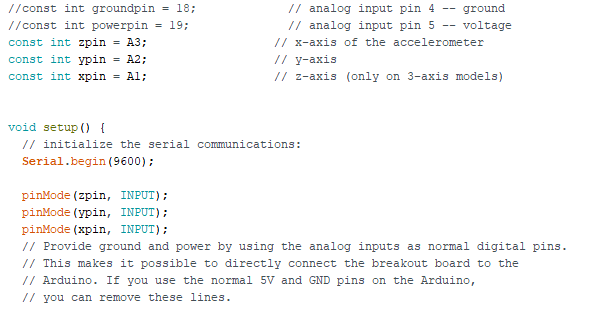 //const int groundpin = 18; // analog input pin 4 -- ground
//const int powerpin = 19; // analog input pin 5 -- voltage
const int zpin = A3; // x-axis of the accelerometer
const int ypin = A2; // y-axis
const int xpin = A1; // z-axis (only on 3-axis models)
void setup() {
// initialize the serial communications:
Serial.begin(9600);
pinMode(zpin, INPUT);
pinMode(ypin, INPUT);
pinMode(xpin, INPUT);
// Provide ground and power by using the analog inputs as normal digital pins.
// This makes it possible to directly connect the breakout board to the
// Arduino. If you use the normal 5V and GND pins on the Arduino,
// you can remove these lines.